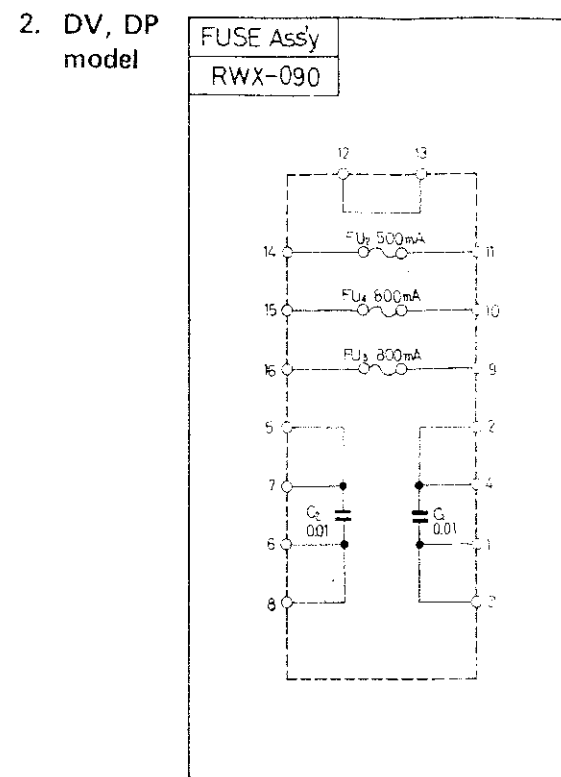 2. DV, DP
model
FUSE Ass'y
RWX-090
12 13
14 FU₂ 500mA 11
15 FU₄ 800mA 10
16 FU₃ 800mA 9
5 2
7 4
C₂ C₁
0.01 0.01
6 1
8